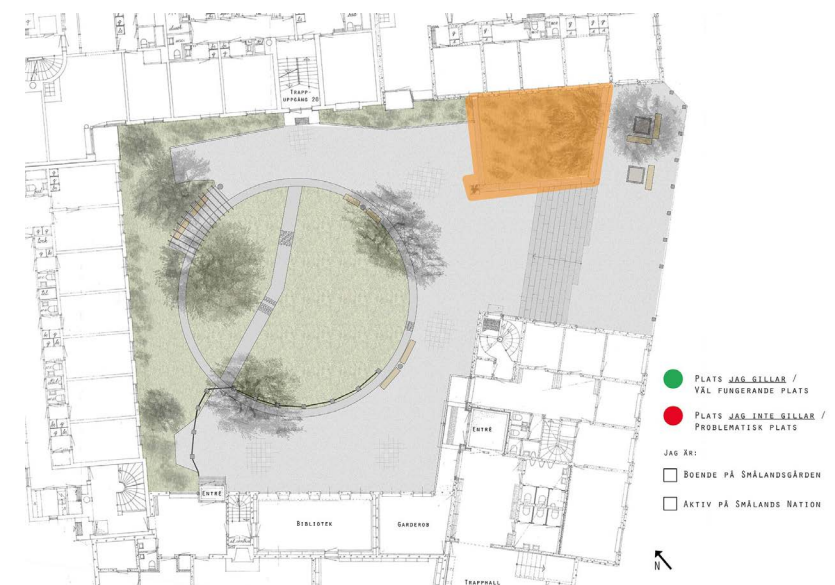 TRAPP-
UPPGÅNG 26
ENTRÉ
ENTRÉ
BIBLIOTEK
GARDEROB
TRAPPHALL
PLATS JAG GILLAR /
VÄL FUNGERANDE PLATS
PLATS JAG INTE GILLAR /
PROBLEMATISK PLATS
JAG ÄR:
BOENDE PÅ SMÅLANDSGÅRDEN
AKTIV PÅ SMÅLANDS NATION
N